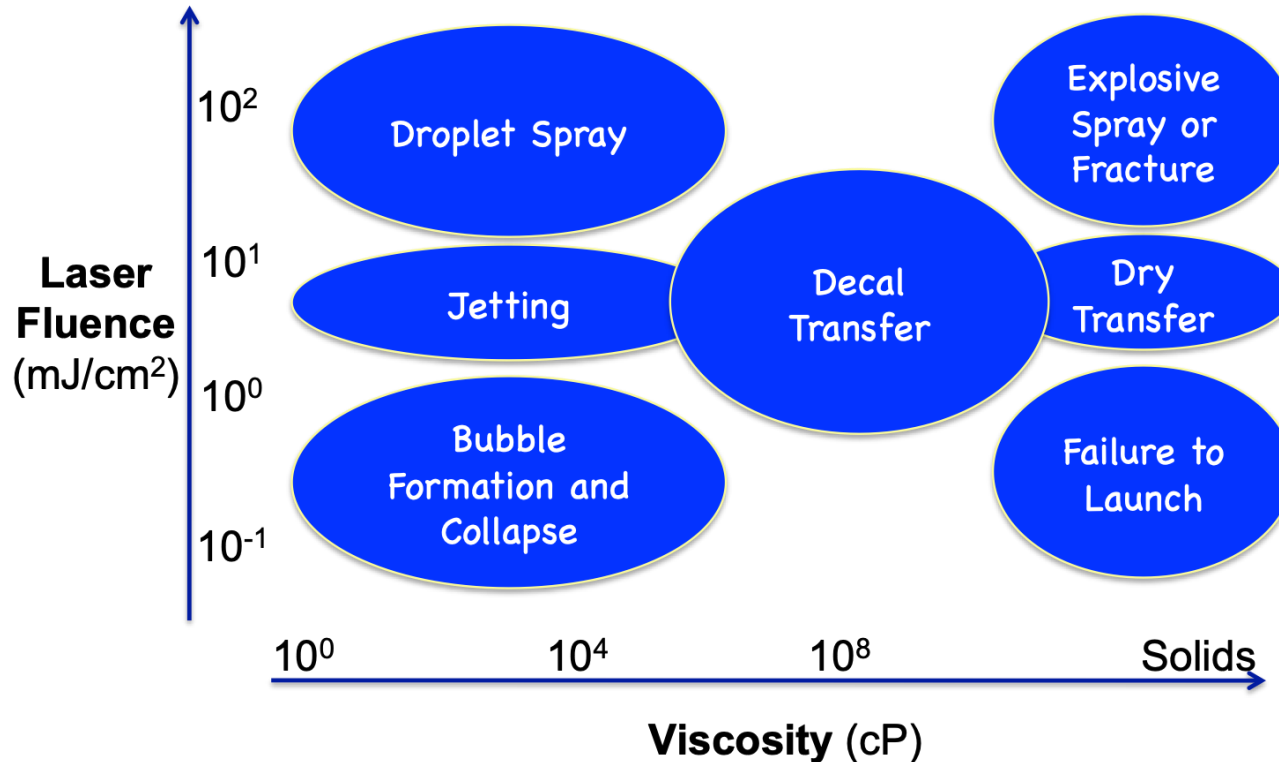 Laser
Fluence
(mJ/cm²)
10²
10¹
10⁰
10⁻¹
Droplet Spray
Explosive
Spray or
Fracture
Jetting
Decal
Transfer
Dry
Transfer
Bubble
Formation and
Collapse
Failure to
Launch
10⁰
10⁴
10⁸
Solids
Viscosity (cP)